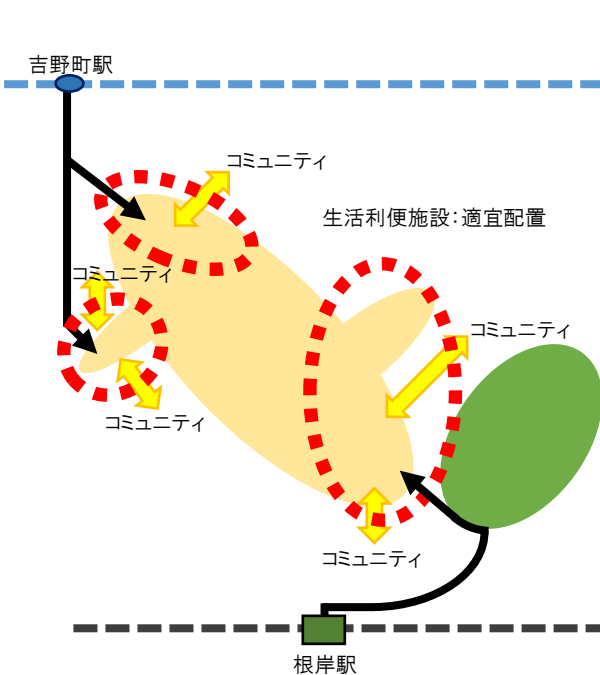 吉野町駅
コミュニティ
生活利便施設：適宜配置
コミュニティ
コミュニティ
コミュニティ
コミュニティ
根岸駅